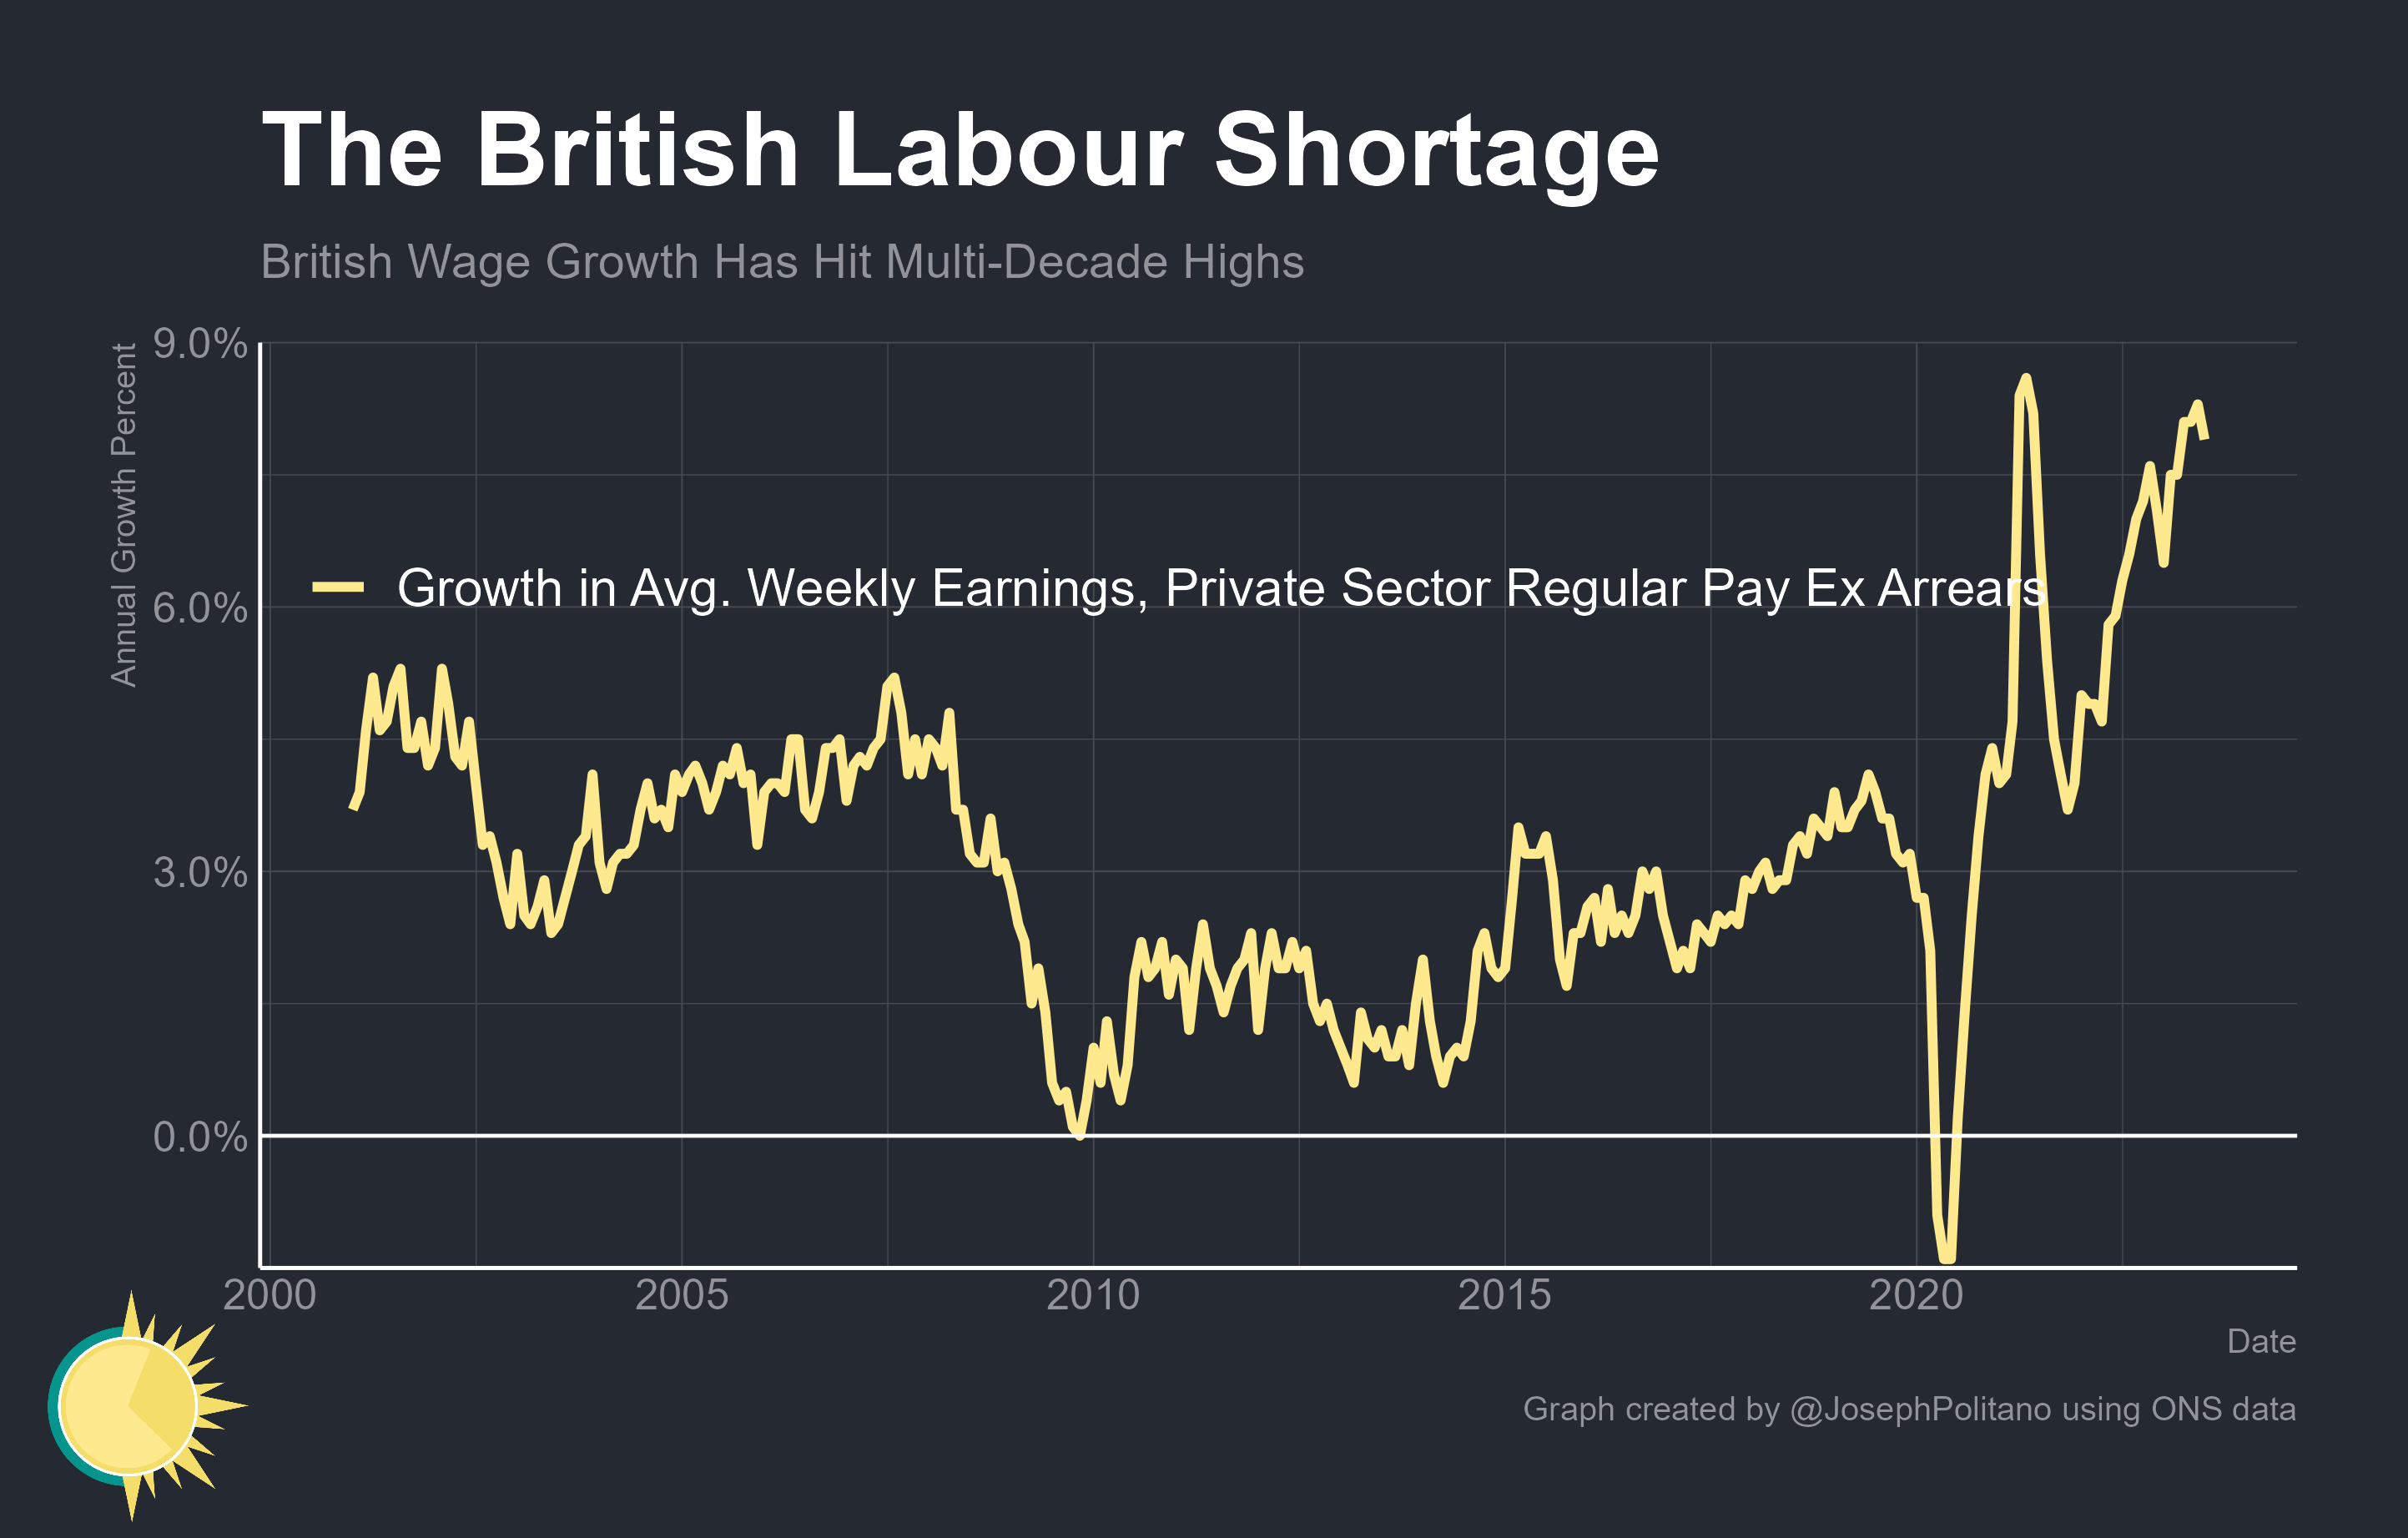 The British Labour Shortage
British Wage Growth Has Hit Multi-Decade Highs
Annual Growth Percent
9.0%
6.0%
3.0%
0.0%
Growth in Avg. Weekly Earnings, Private Sector Regular Pay Ex Arrears
2000 2005 2010 2015 2020
Date
Graph created by @JosephPolitano using ONS data